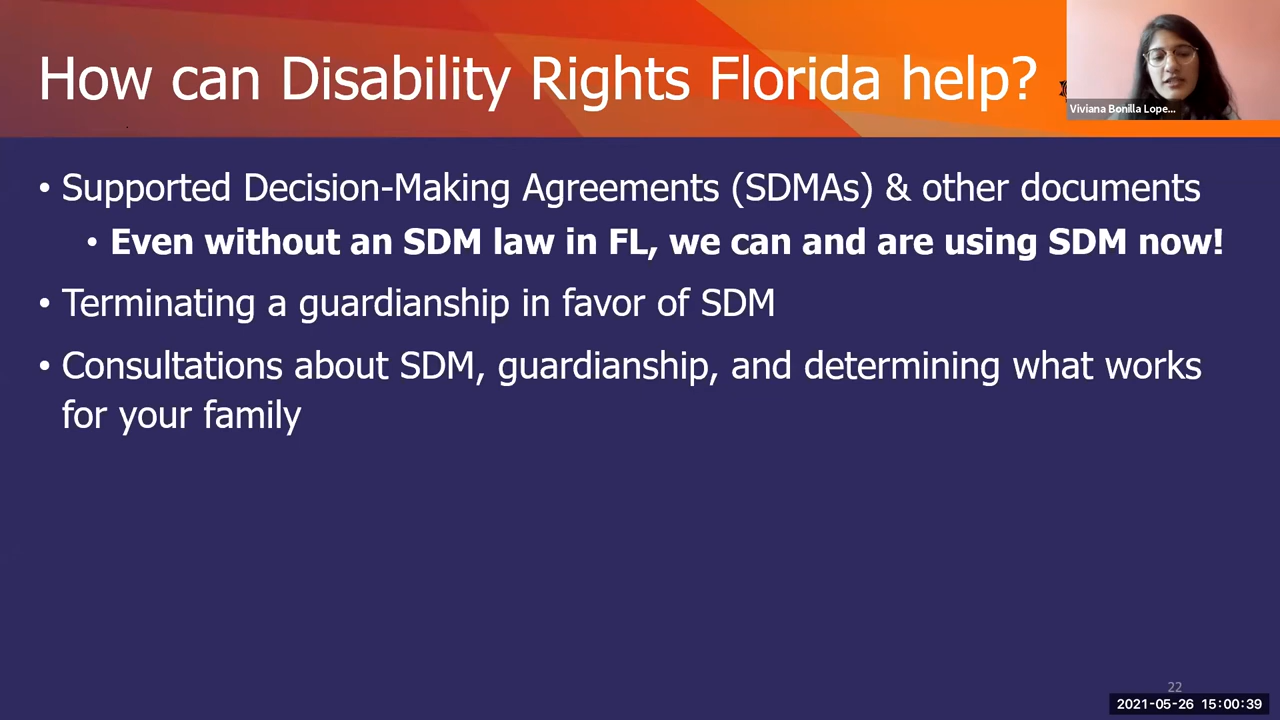 How can Disability Rights Florida help?
Viviana Bonilla Lope...
• Supported Decision-Making Agreements (SDMAs) & other documents
• Even without an SDM law in FL, we can and are using SDM now!
• Terminating a guardianship in favor of SDM
• Consultations about SDM, guardianship, and determining what works
for your family
22
2021-05-26 15:00:39